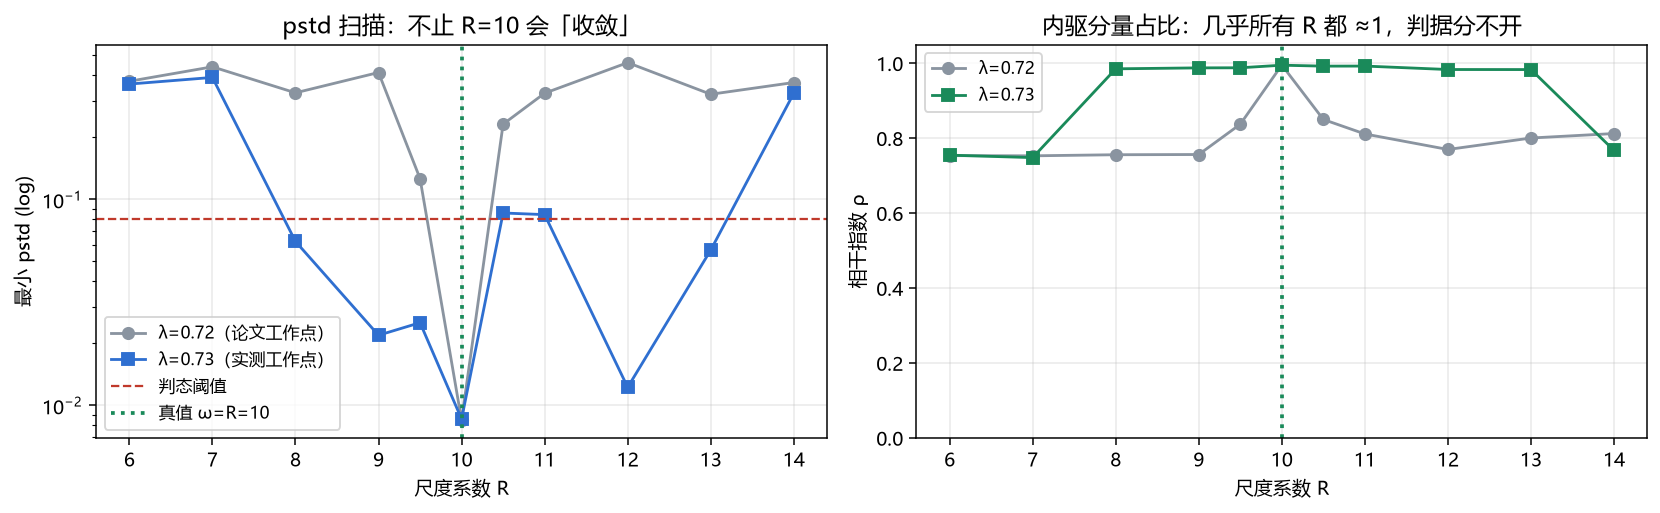 pstd 扫描：不止 R=10 会「收敛」
最小 pstd (log)
10⁻¹
10⁻²
λ=0.72（论文工作点）
λ=0.73（实测工作点）
判态阈值
真值 ω=R=10
6 7 8 9 10 11 12 13 14
尺度系数 R
内驱分量占比：几乎所有 R 都 ≈1，判据分不开
相干指数 ρ
1.0
0.8
0.6
0.4
0.2
0.0
λ=0.72
λ=0.73
6 7 8 9 10 11 12 13 14
尺度系数 R